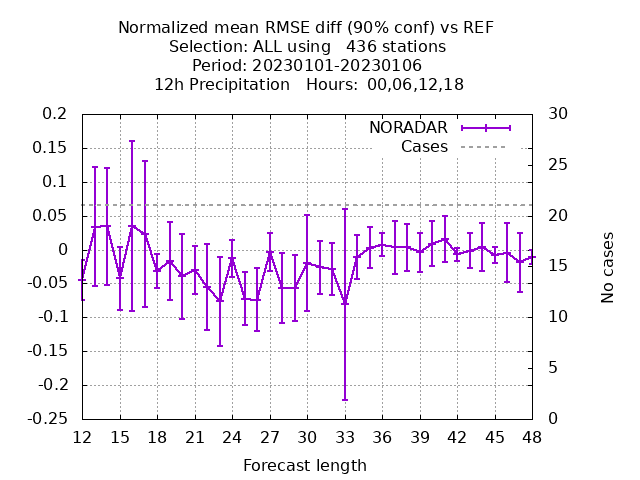 Normalized mean RMSE diff (90% conf) vs REF
Selection: ALL using   436 stations
Period: 20230101-20230106
12h Precipitation   Hours: 00,06,12,18
NORADAR
Cases
0.2
0.15
0.1
0.05
0
-0.05
-0.1
-0.15
-0.2
-0.25
30
25
20
15
10
5
0
No cases
12 15 18 21 24 27 30 33 36 39 42 45 48
Forecast length